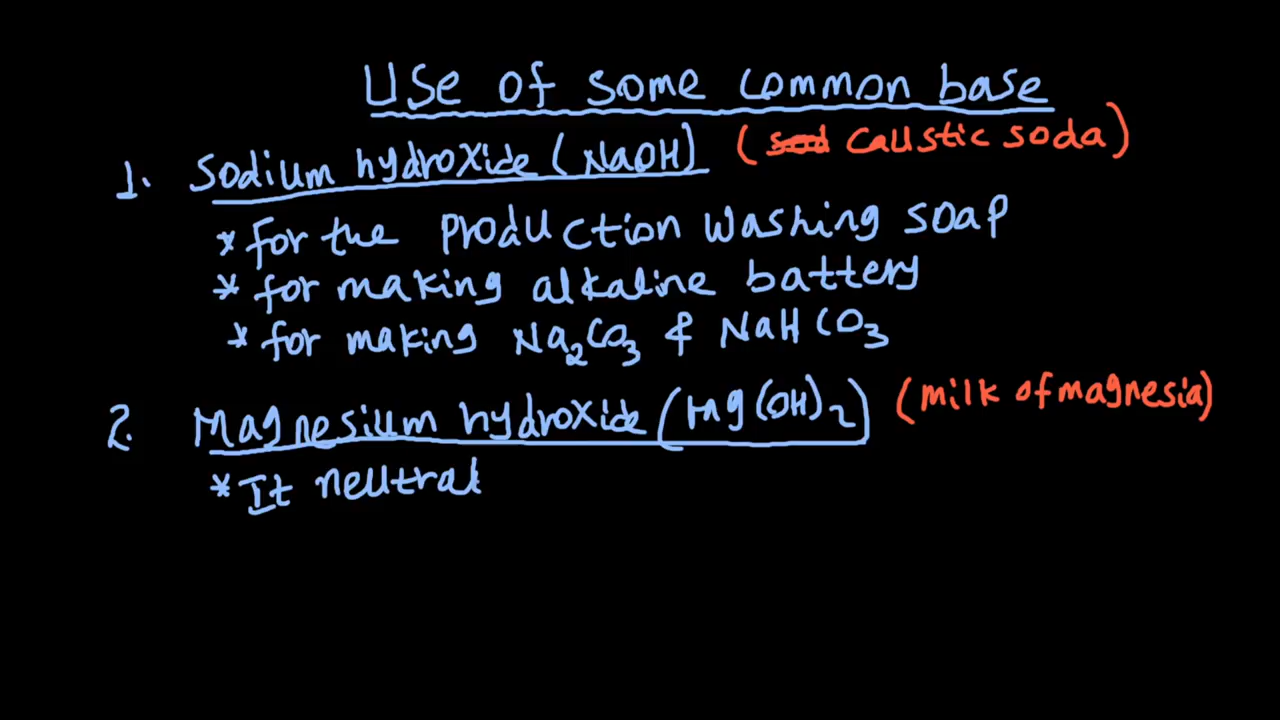 Use of some common base
1. Sodium hydroxide (NaOH) (caustic soda)
* for the production washing soap
* for making alkaline battery
* for making Na₂CO₃ & NaHCO₃
2. Magnesium hydroxide (Mg(OH)₂) (milk of magnesia)
* It neutral